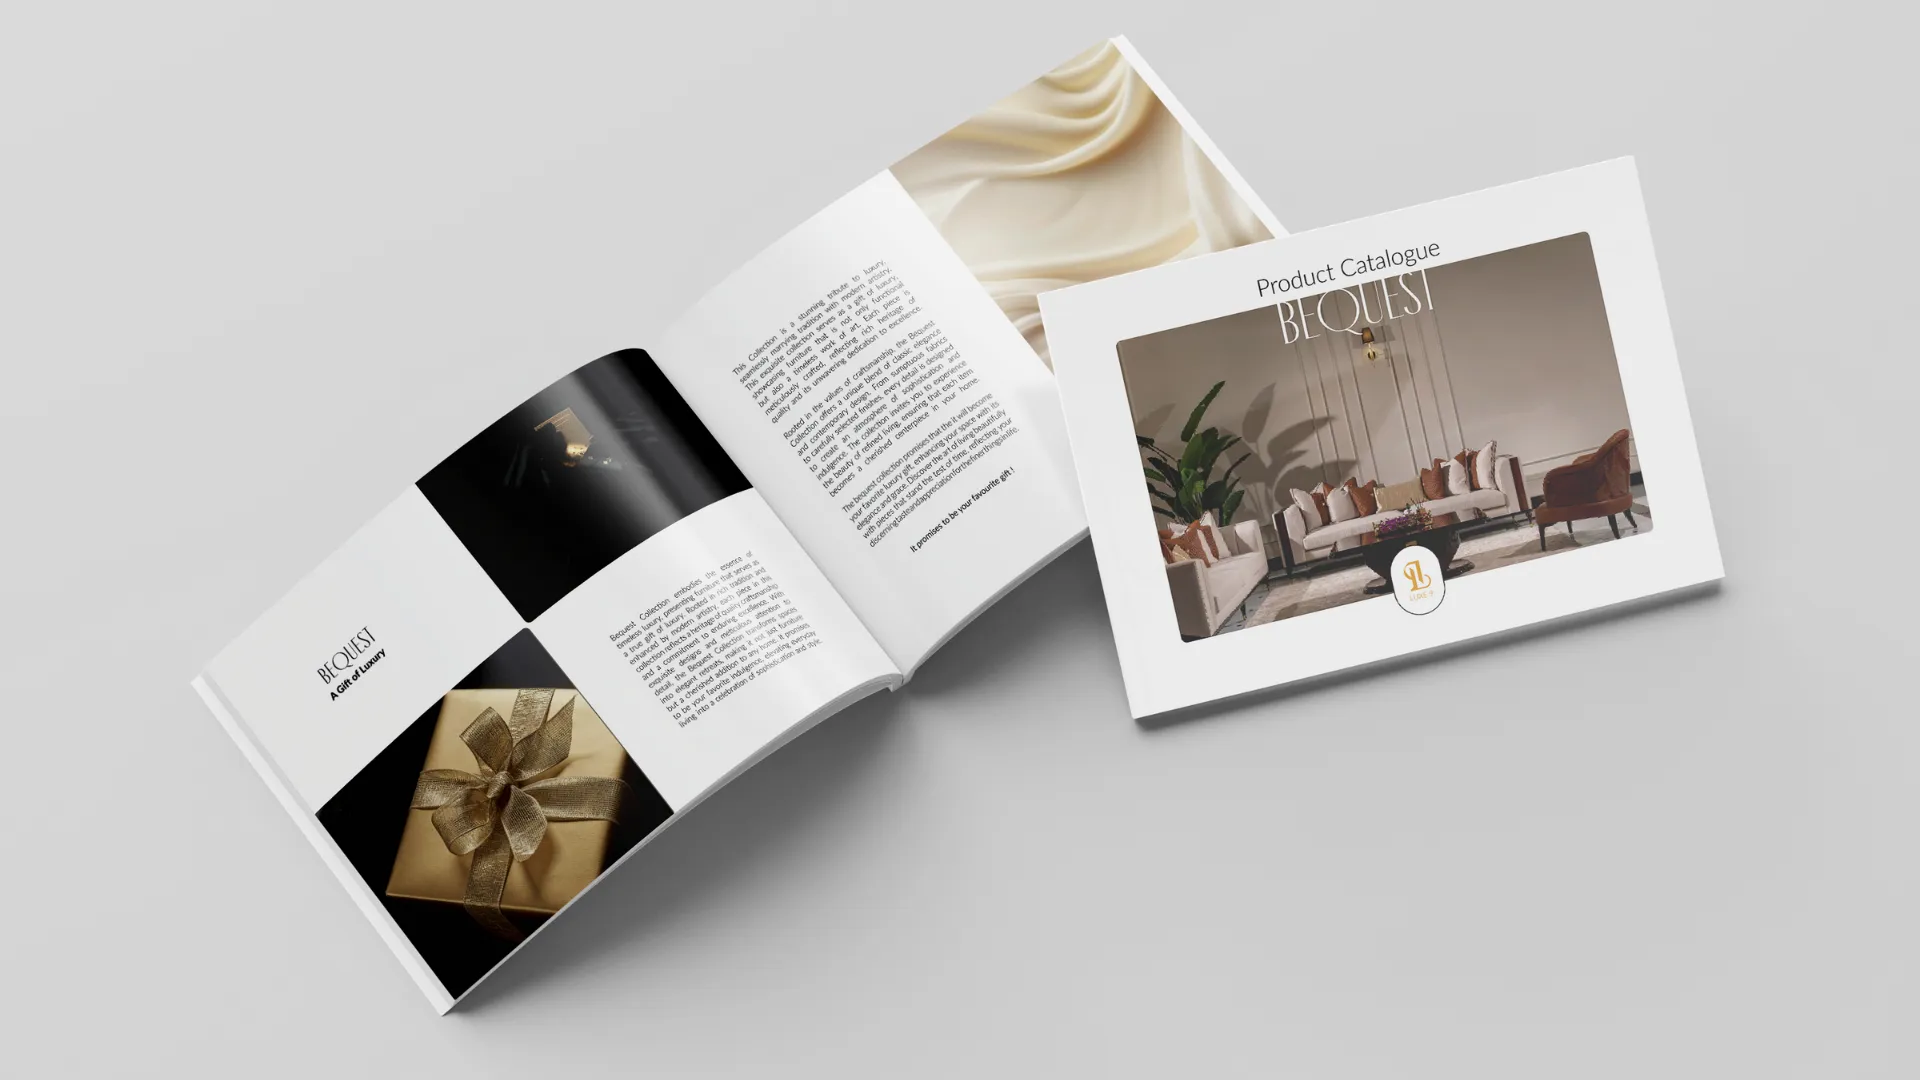 BEQUEST
A Gift of Luxury
Bequest Collection embodies the essence of
timeless luxury, presenting furniture that serves as
a true gift of luxury. Rooted in rich tradition and
enhanced by modern artistry, each piece in this
collection reflects a heritage of quality craftsmanship
and a commitment to enduring excellence. With
exquisite designs and meticulous attention to
detail, the Bequest Collection transforms spaces
into elegant retreats, making it not just furniture
but a cherished addition to any home. It promises
to be your favorite indulgence, elevating everyday
living into a celebration of sophistication and style.
This Collection is a stunning tribute to luxury,
seamlessly marrying tradition with modern artistry.
This exquisite collection serves as a gift of luxury,
showcasing furniture that is not only functional
but also a timeless work of art. Each piece is
meticulously crafted, reflecting rich heritage of
quality and its unwavering dedication to excellence.
Rooted in the values of craftsmanship, the Bequest
Collection offers a unique blend of classic elegance
and contemporary design. From sumptuous fabrics
to carefully selected finishes, every detail is designed
to create an atmosphere of sophistication and
indulgence. The collection invites you to experience
the beauty of refined living, ensuring that each item
becomes a cherished centerpiece in your home.
The bequest collection promises that the it will become
your favorite luxury gift, enhancing your space with its
elegance and grace. Discover the art of living beautifully
with pieces that stand the test of time, reflecting your
discerning taste and appreciation for the finer things in life.
It promises to be your favourite gift !
Product Catalogue
BEQUEST